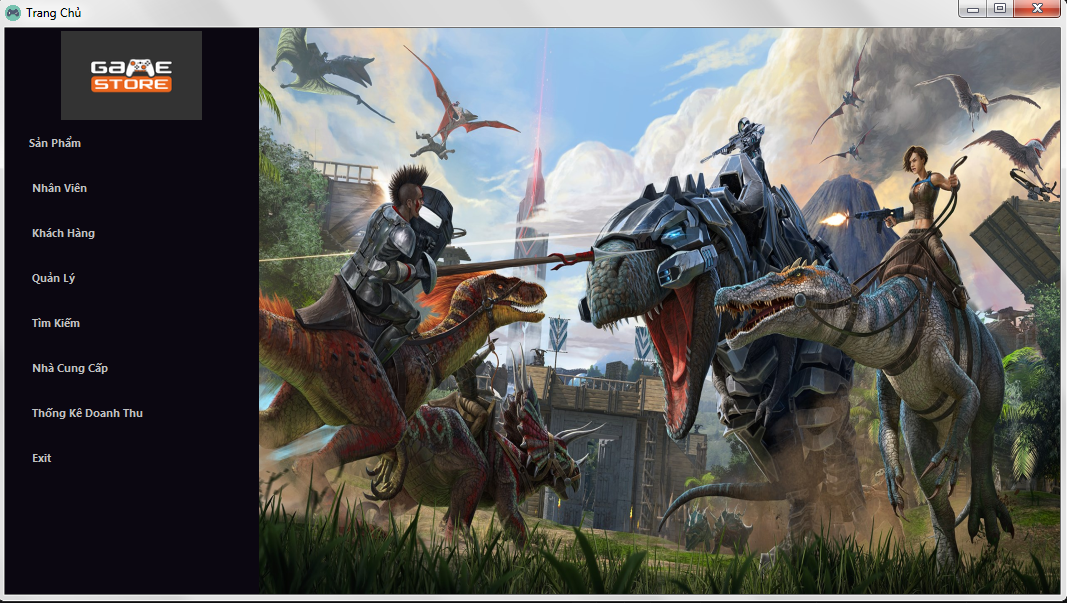 Trang Chủ
GAME
STORE
Sản Phẩm
Nhân Viên
Khách Hàng
Quản Lý
Tìm Kiếm
Nhà Cung Cấp
Thống Kê Doanh Thu
Exit